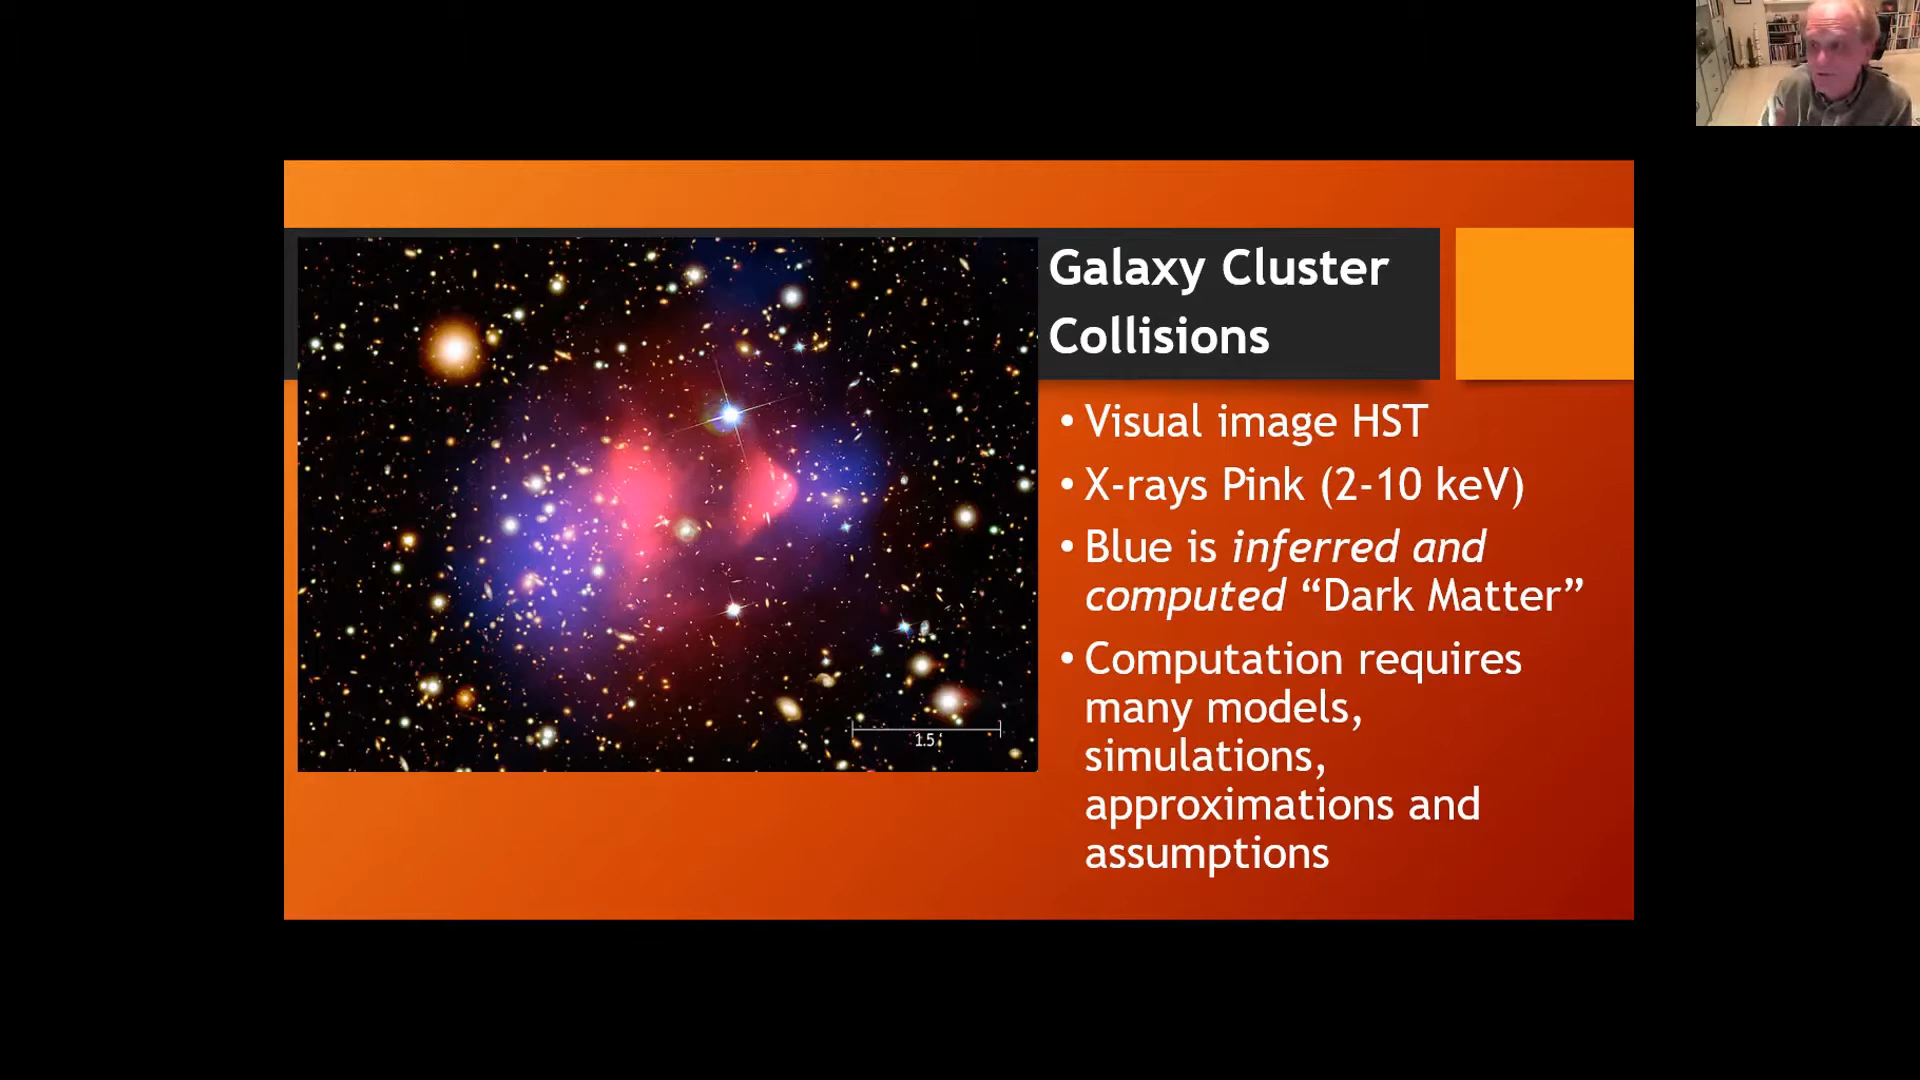 Galaxy Cluster
Collisions
• Visual image HST
• X-rays Pink (2-10 keV)
• Blue is inferred and
computed “Dark Matter”
• Computation requires
many models,
simulations,
approximations and
assumptions
1.5'